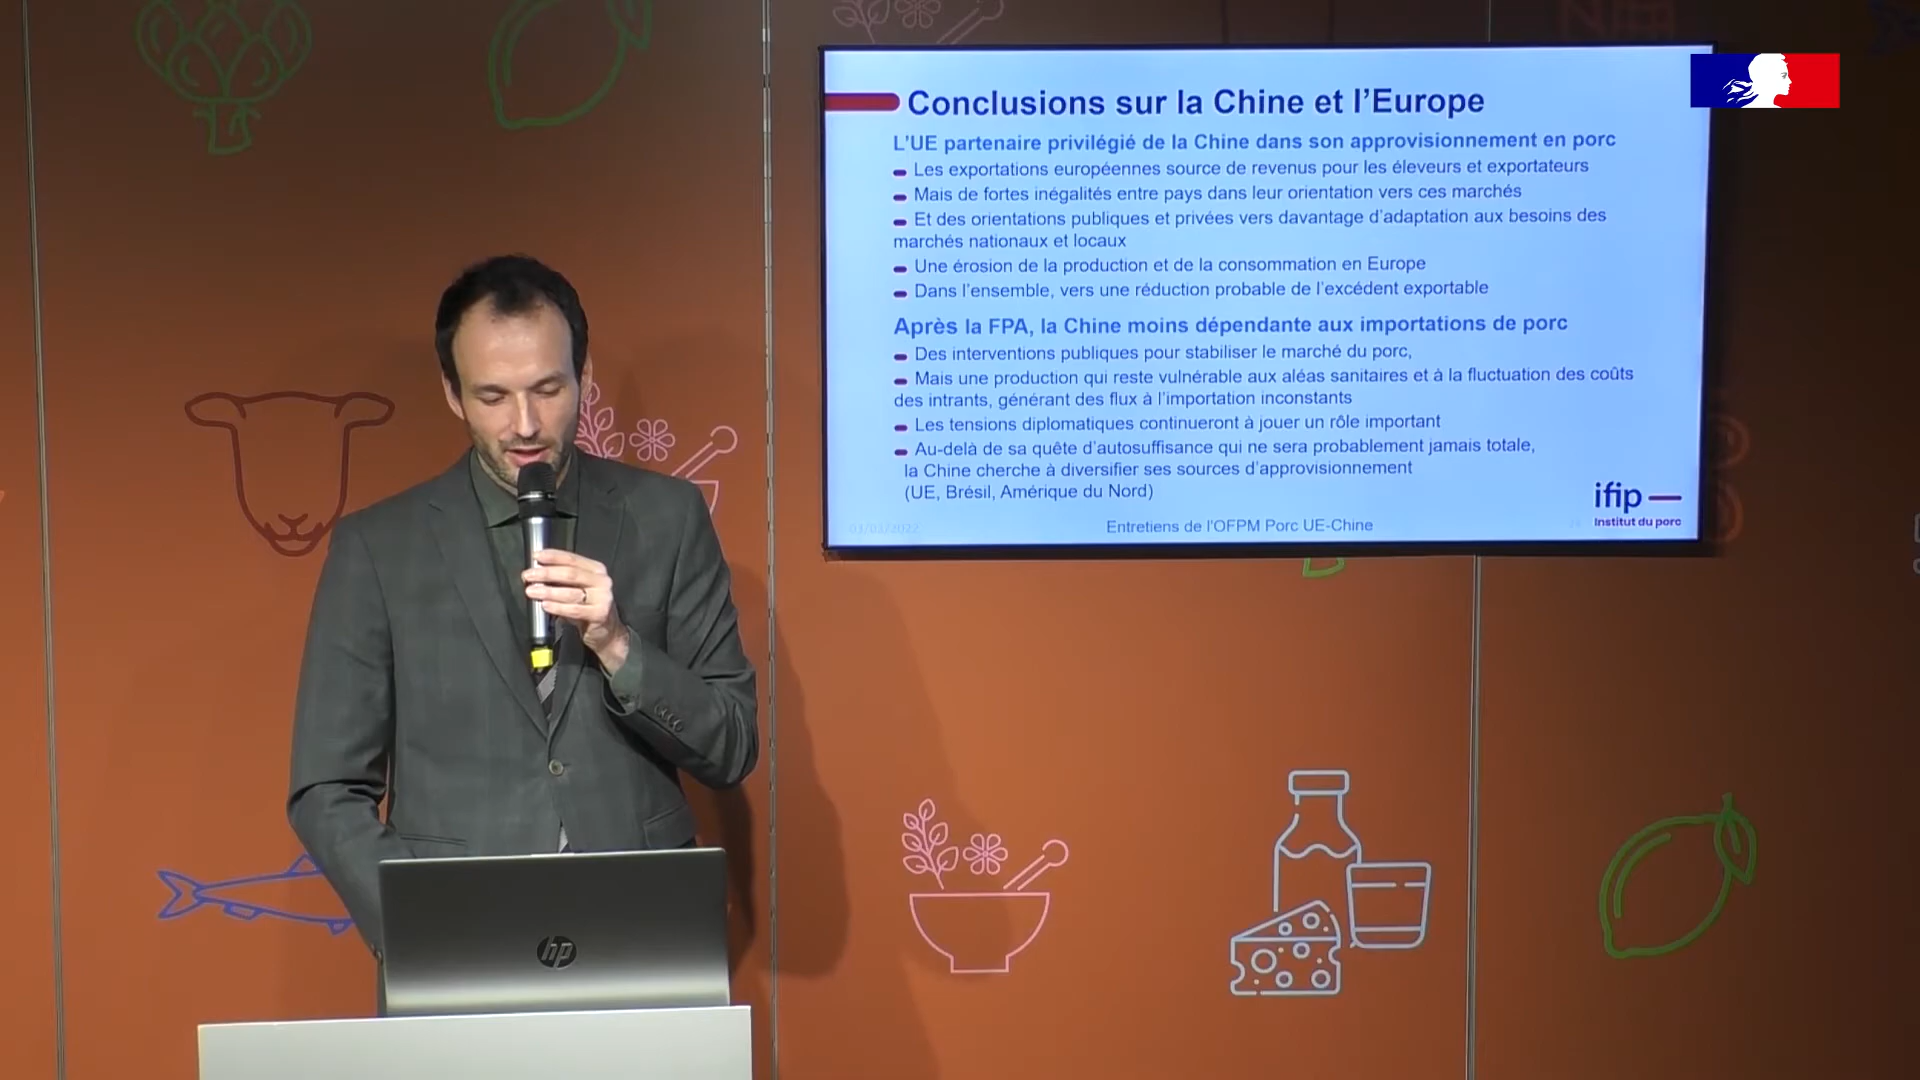 Conclusions sur la Chine et l'Europe
L'UE partenaire privilégié de la Chine dans son approvisionnement en porc
Les exportations européennes source de revenus pour les éleveurs et exportateurs
Mais de fortes inégalités entre pays dans leur orientation vers ces marchés
Et des orientations publiques et privées vers davantage d'adaptation aux besoins des
marchés nationaux et locaux
Une érosion de la production et de la consommation en Europe
Dans l'ensemble, vers une réduction probable de l'excédent exportable
Après la FPA, la Chine moins dépendante aux importations de porc
Des interventions publiques pour stabiliser le marché du porc,
Mais une production qui reste vulnérable aux aléas sanitaires et à la fluctuation des coûts
des intrants, générant des flux à l'importation inconstants
Les tensions diplomatiques continueront à jouer un rôle important
Au-delà de sa quête d'autosuffisance qui ne sera probablement jamais totale,
la Chine cherche à diversifier ses sources d'approvisionnement
(UE, Brésil, Amérique du Nord)
ifip
Institut du porc
03/03/2022
Entretiens de l'OFPM Porc UE-Chine
hp